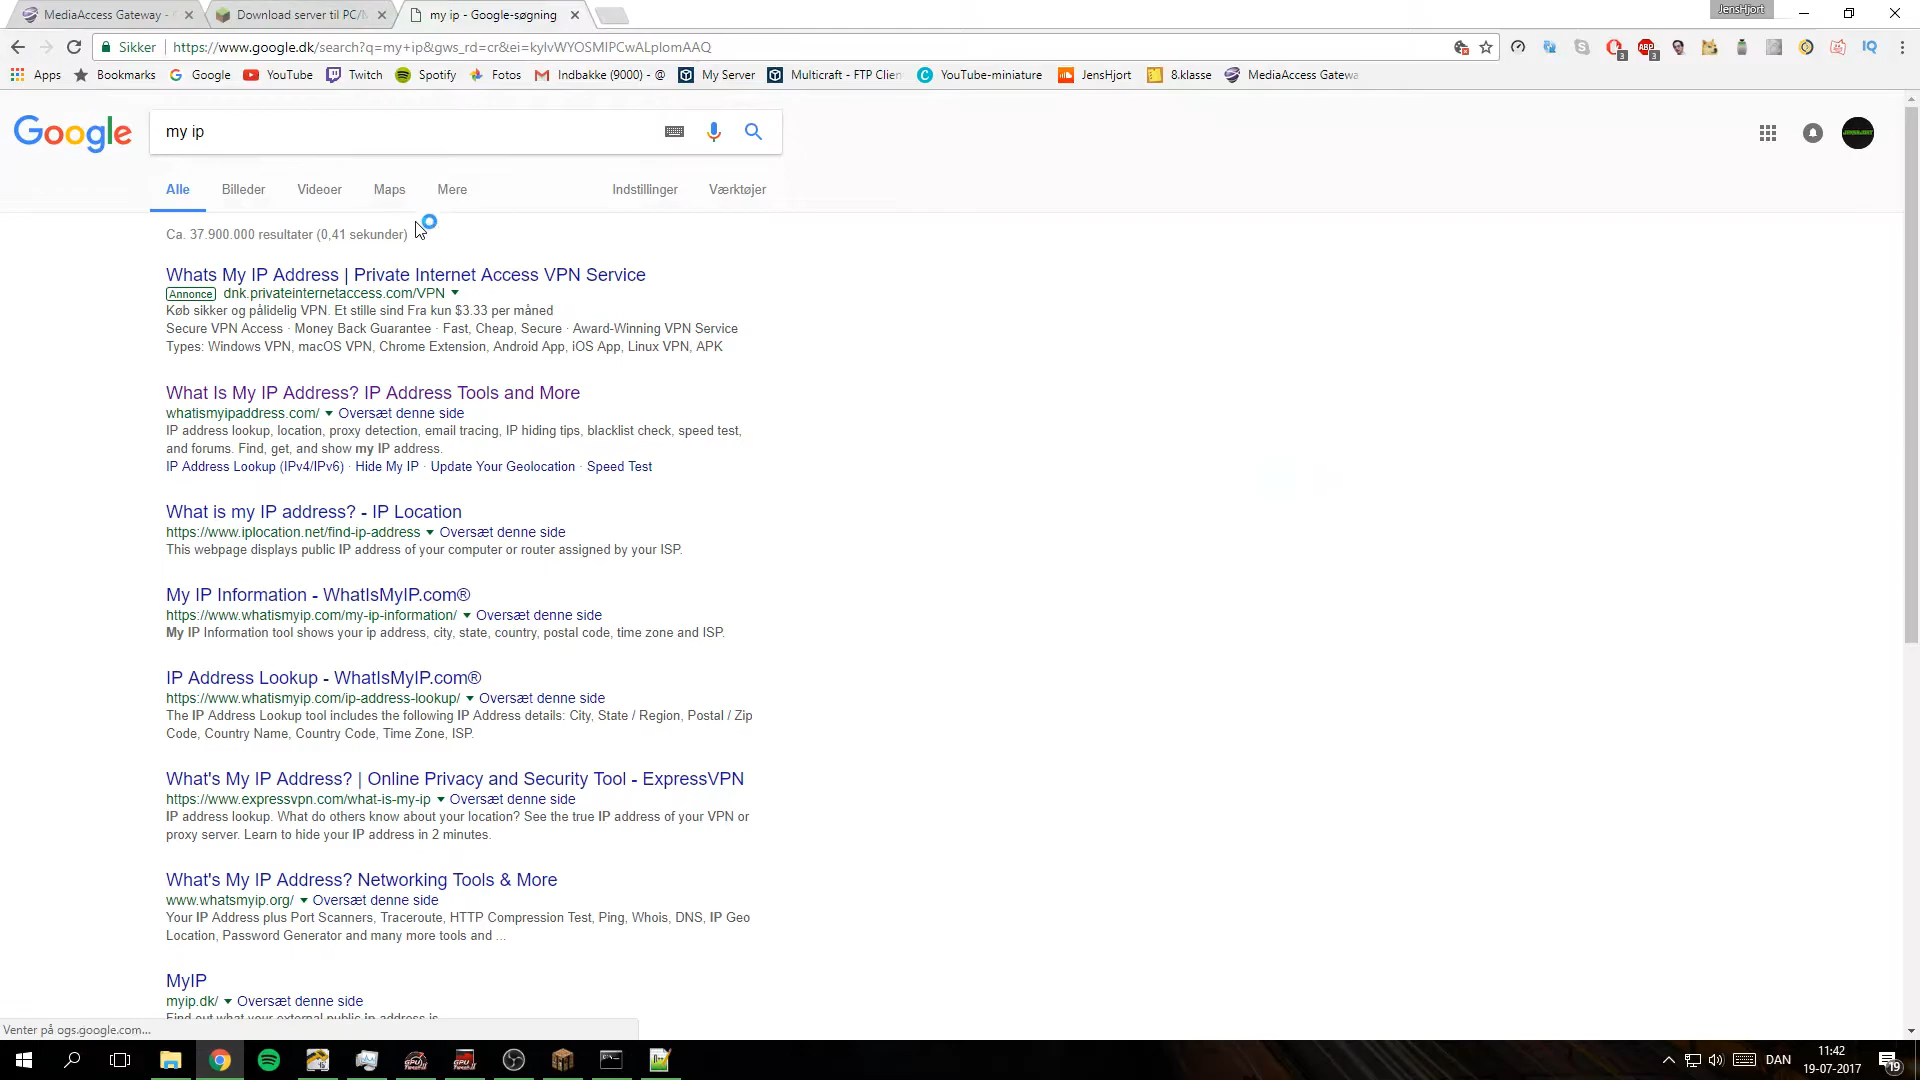 MediaAccess Gateway -
Download server til PC/M
my ip - Google-søgning
JensHjort
Sikker
https://www.google.dk/search?q=my+ip&gws_rd=cr&ei=kylvWYOSMIPCwALplomAAQ
Apps
Bookmarks
Google
YouTube
Twitch
Spotify
Fotos
Indbakke (9000) - @
My Server
Multicraft - FTP Clien
YouTube-miniature
JensHjort
8.klasse
MediaAccess Gatewa
Google
my ip
Alle
Billeder
Videoer
Maps
Mere
Indstillinger
Værktøjer
Ca. 37.900.000 resultater (0,41 sekunder)
Whats My IP Address | Private Internet Access VPN Service
Annonce dnk.privateinternetaccess.com/VPN
Køb sikker og pålidelig VPN. Et stille sind Fra kun $3.33 per måned
Secure VPN Access · Money Back Guarantee · Fast, Cheap, Secure · Award-Winning VPN Service
Types: Windows VPN, macOS VPN, Chrome Extension, Android App, iOS App, Linux VPN, APK
What Is My IP Address? IP Address Tools and More
whatismyipaddress.com/ Oversæt denne side
IP address lookup, location, proxy detection, email tracing, IP hiding tips, blacklist check, speed test,
and forums. Find, get, and show my IP address.
IP Address Lookup (IPv4/IPv6) · Hide My IP · Update Your Geolocation · Speed Test
What is my IP address? - IP Location
https://www.iplocation.net/find-ip-address Oversæt denne side
This webpage displays public IP address of your computer or router assigned by your ISP.
My IP Information - WhatIsMyIP.com®
https://www.whatismyip.com/my-ip-information/ Oversæt denne side
My IP Information tool shows your ip address, city, state, country, postal code, time zone and ISP.
IP Address Lookup - WhatIsMyIP.com®
https://www.whatismyip.com/ip-address-lookup/ Oversæt denne side
The IP Address Lookup tool includes the following IP Address details: City, State / Region, Postal / Zip
Code, Country Name, Country Code, Time Zone, ISP.
What's My IP Address? | Online Privacy and Security Tool - ExpressVPN
https://www.expressvpn.com/what-is-my-ip Oversæt denne side
IP address lookup. What do others know about your location? See the true IP address of your VPN or
proxy server. Learn to hide your IP address in 2 minutes.
What's My IP Address? Networking Tools & More
www.whatsmyip.org/ Oversæt denne side
Your IP Address plus Port Scanners, Traceroute, HTTP Compression Test, Ping, Whois, DNS, IP Geo
Location, Password Generator and many more tools and ...
MyIP
myip.dk/ Oversæt denne side
Find out what your external public ip address is
Venter på ogs.google.com...
DAN
11:42
19-07-2017
19